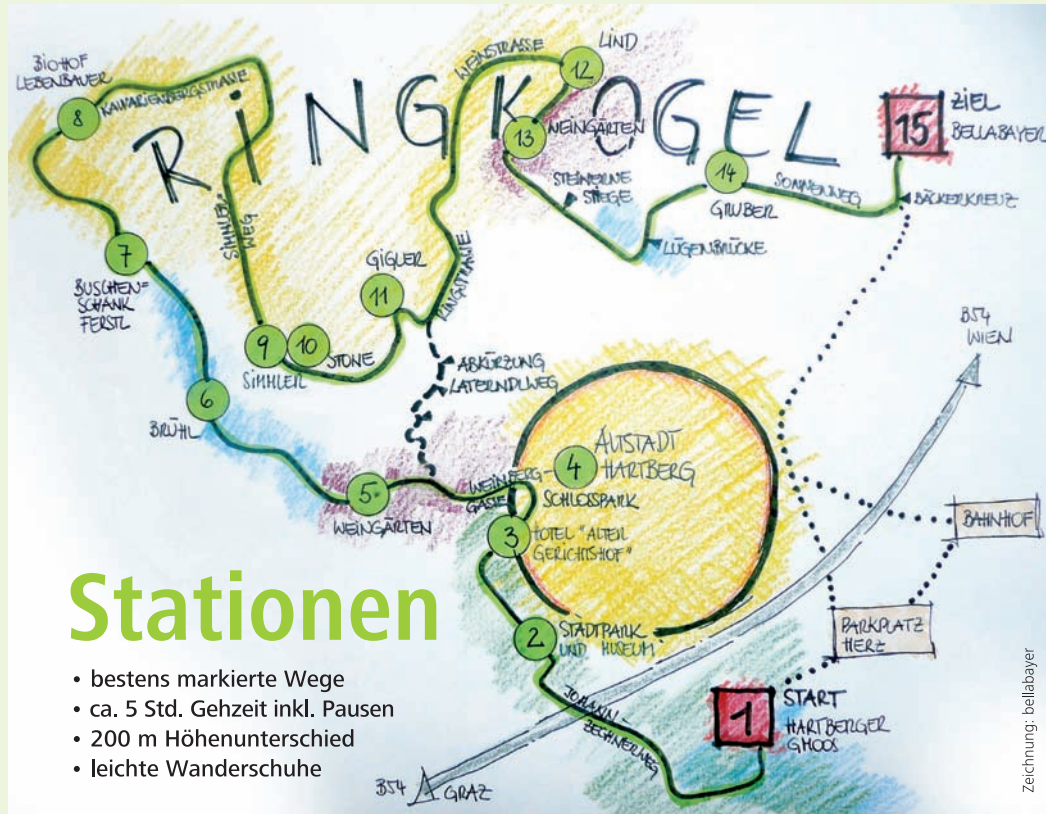 BIOHOF
LEBENBAUER
8
KALVARIENBERGSTRASSE
RINGKOGEL
WEINSTRASSE
LIND
12
13
WEINGÄRTEN
15
ZIEL
BELLABAYER
STEINERNE
STIEGE
14
GRUBER
SONNENWEG
BÄCKERKREUZ
LÜGENBRÜCKE
SIMMLER-
WEG
7
BUSCHEN=
SCHANK
FERSTL
GIGLER
11
RINGSTRASSE
9
SIMMLER
10
STONE
ABKÜRZUNG
LATERNDLWEG
B54
WIEN
6
BRÜHL
5
WEINGÄRTEN
WEINBERG-
GASSE
4
ALTSTADT
HARTBERG
SCHLOSSPARK
3
HOTEL "ALTER
GERICHTSHOF"
BAHNHOF
2
STADTPARK
UND MUSEUM
PARKPLATZ
HERZ
JOHANN-
BECHNERWEG
1
START
HARTBERGER
GMOOS
B54
GRAZ
Stationen
• bestens markierte Wege
• ca. 5 Std. Gehzeit inkl. Pausen
• 200 m Höhenunterschied
• leichte Wanderschuhe
Zeichnung: bellabayer